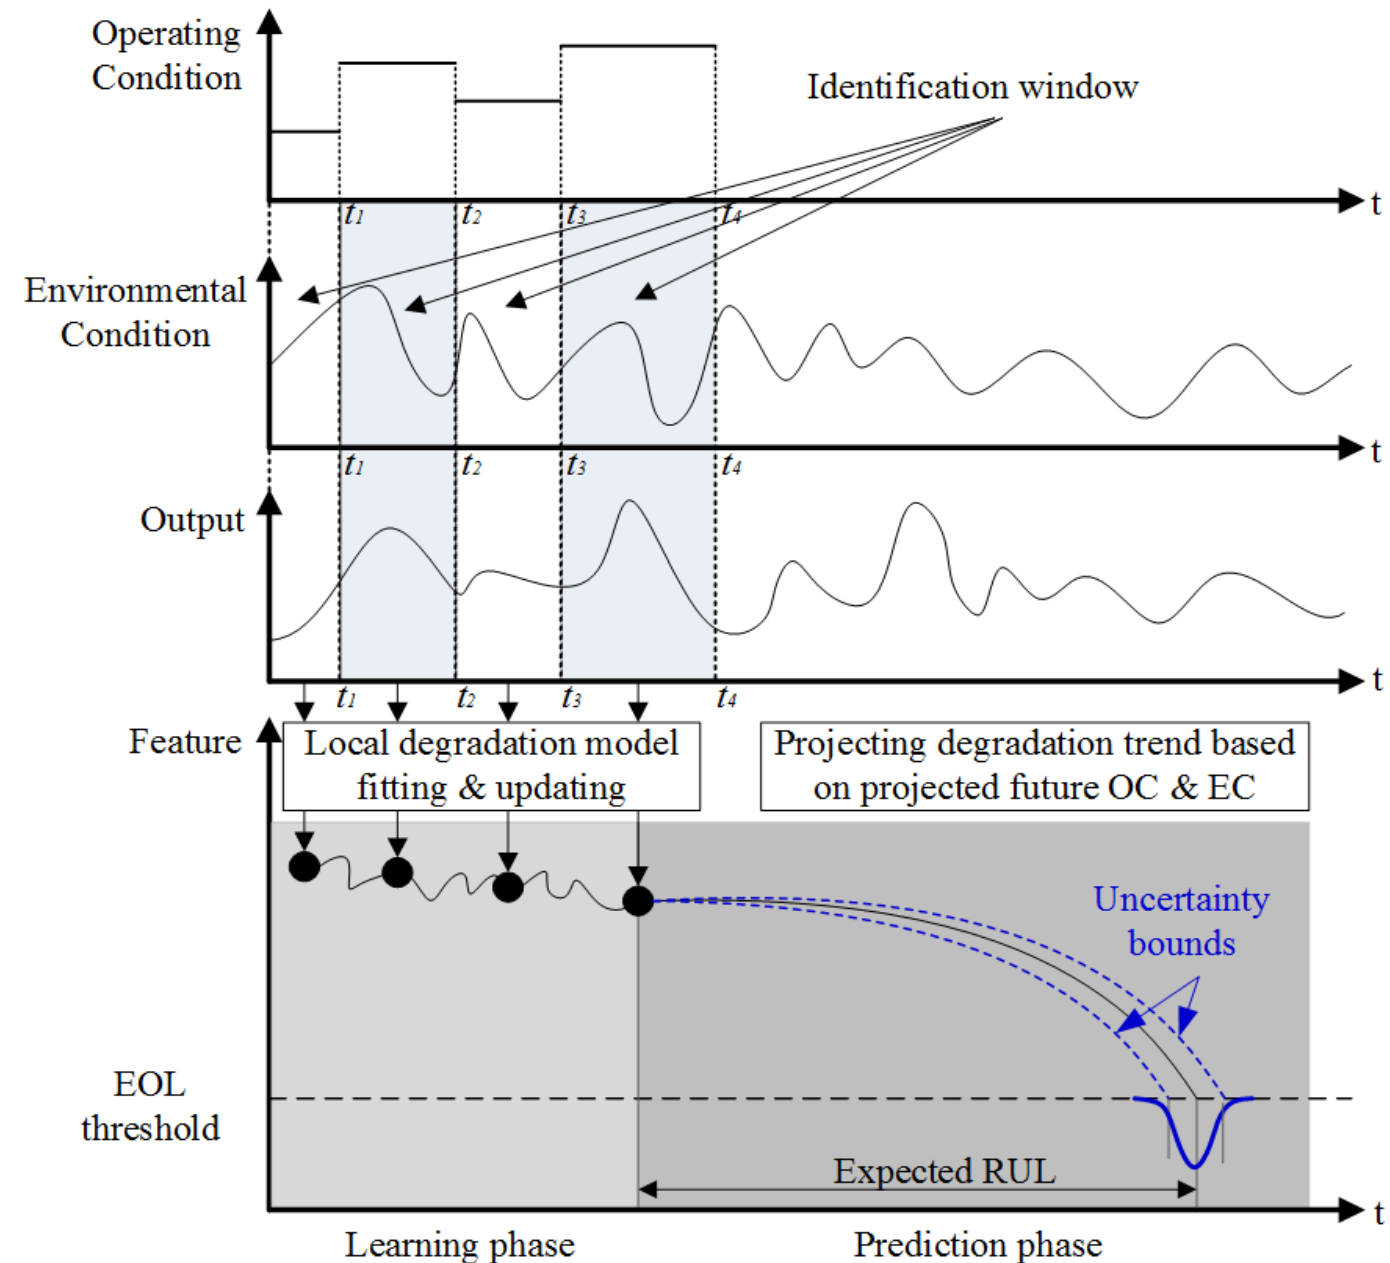 Operating
Condition
Identification window
t
t1
t2
t3
t4
Environmental
Condition
t
t1
t2
t3
t4
Output
t
t1
t2
t3
t4
Feature
Local degradation model
fitting & updating
Projecting degradation trend based
on projected future OC & EC
Uncertainty
bounds
EOL
threshold
Expected RUL
t
Learning phase
Prediction phase